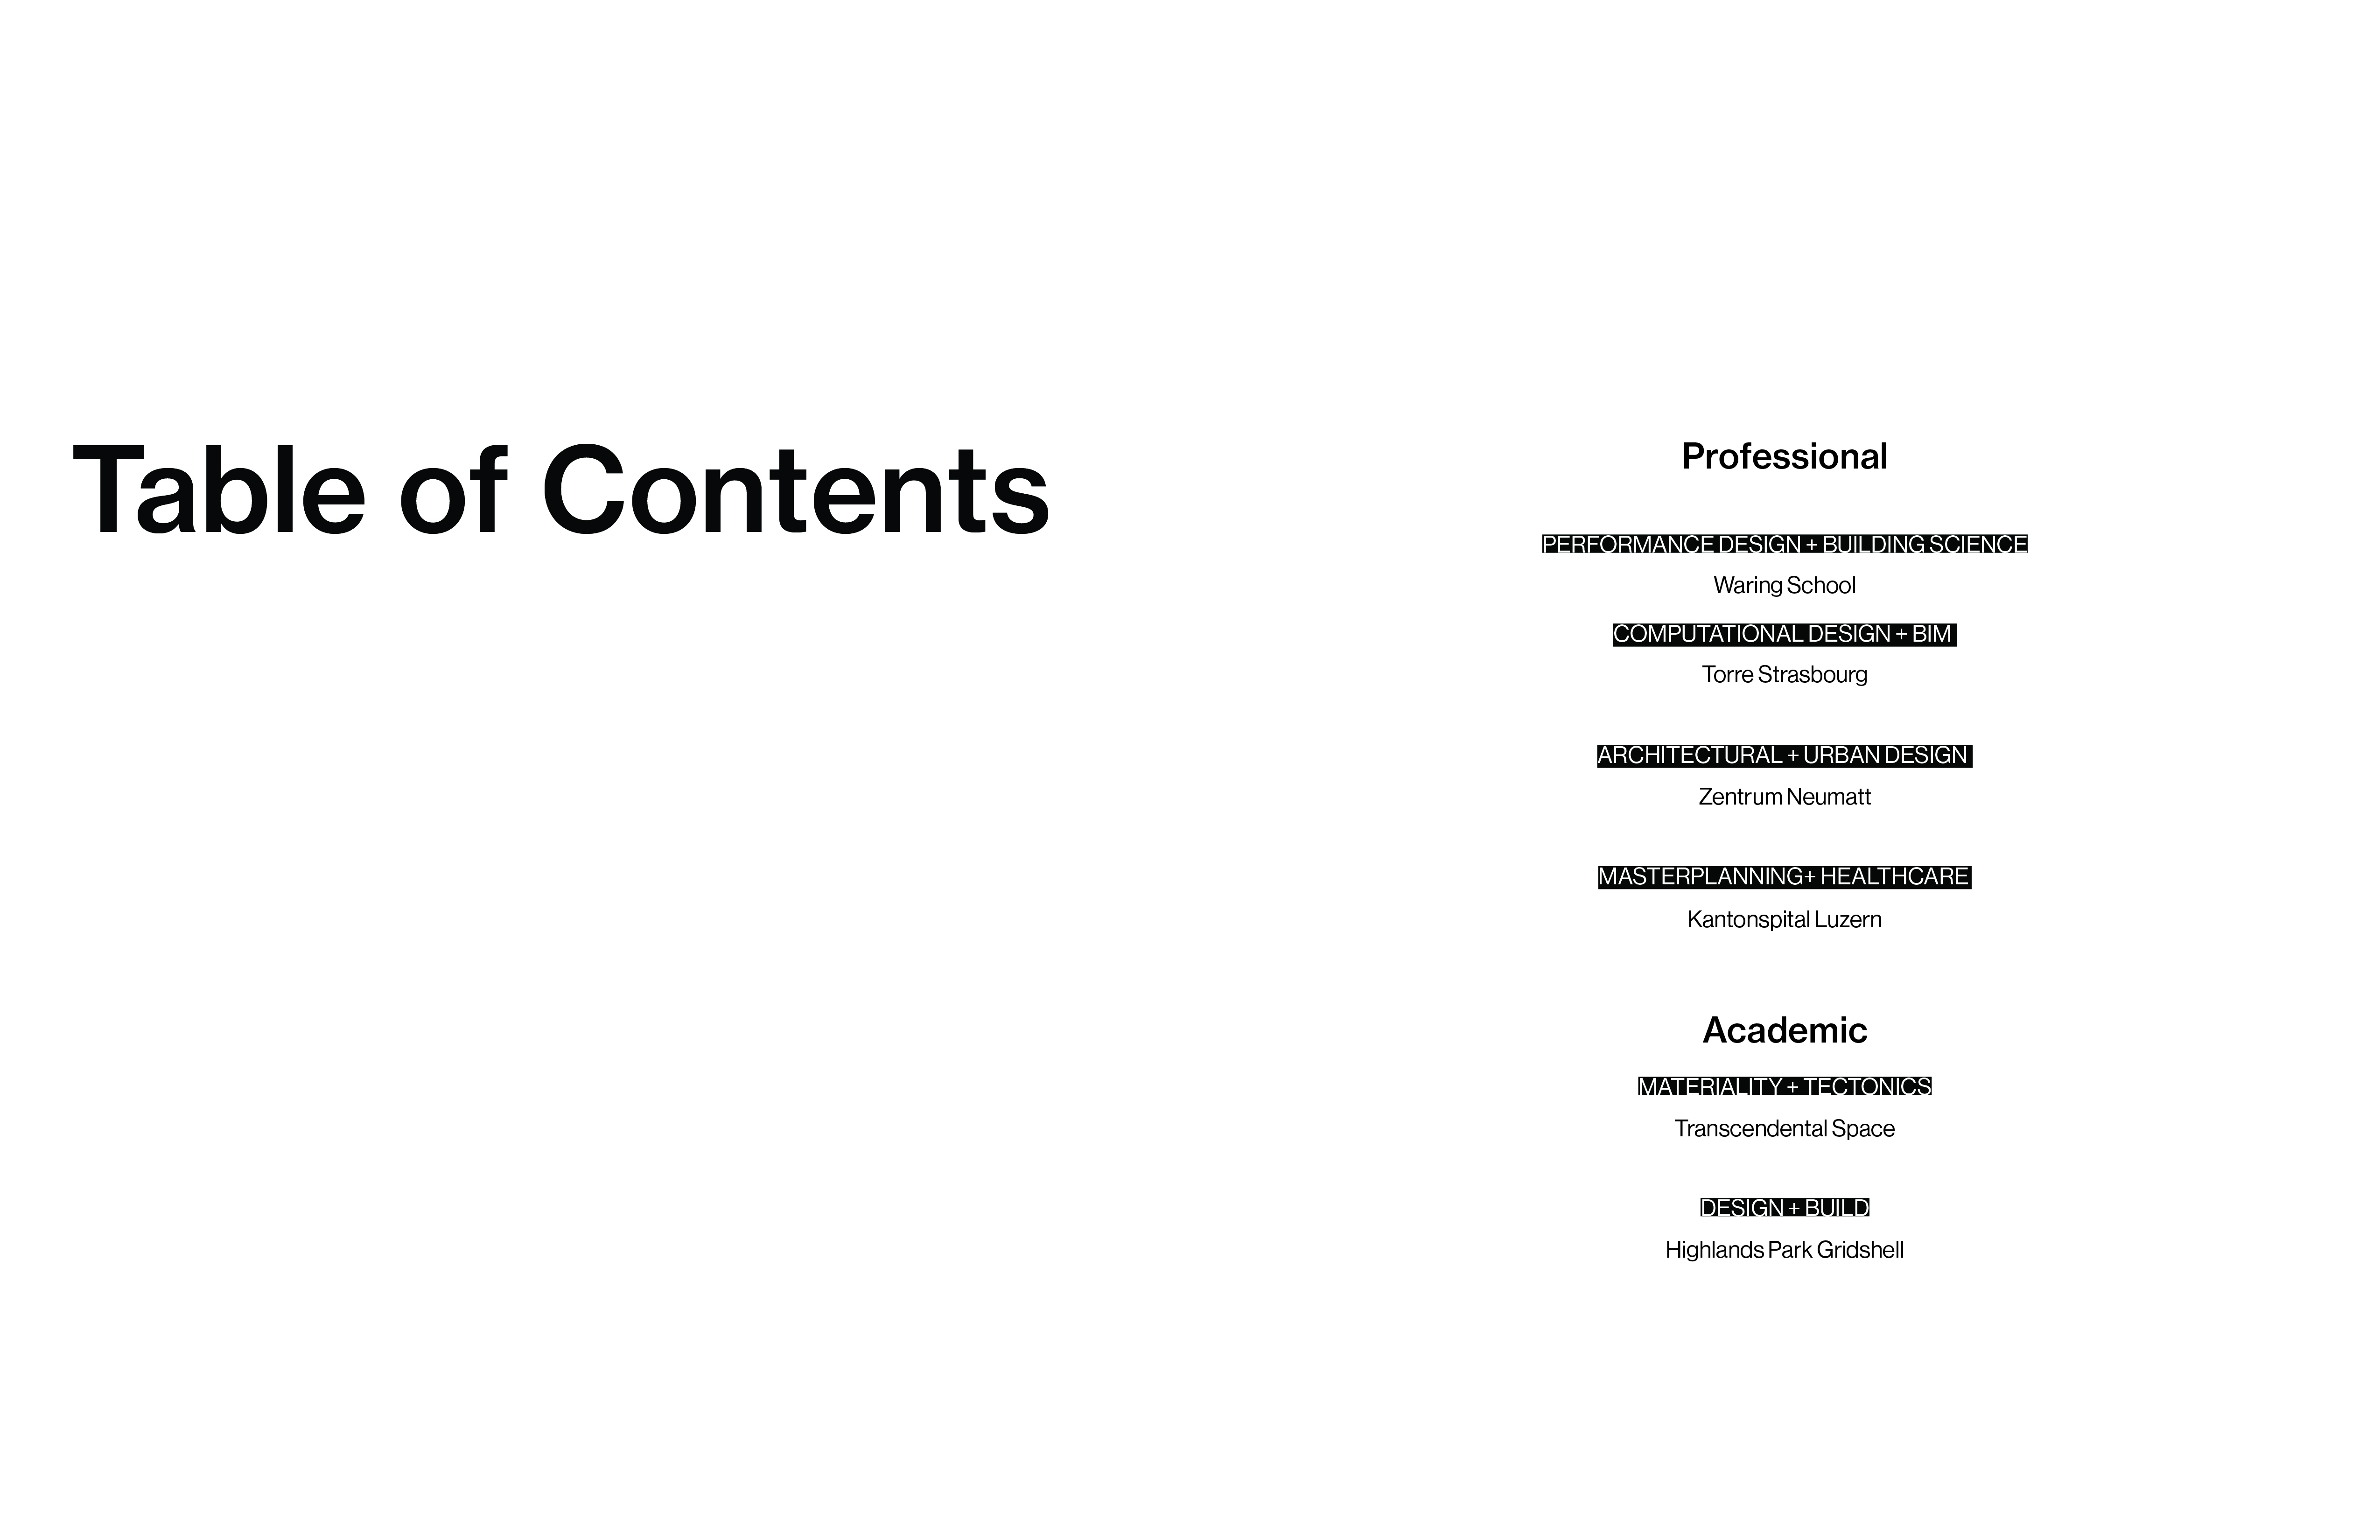 Table of Contents
Professional
PERFORMANCE DESIGN + BUILDING SCIENCE
Waring School
COMPUTATIONAL DESIGN + BIM
Torre Strasbourg
ARCHITECTURAL + URBAN DESIGN
Zentrum Neumatt
MASTERPLANNING+ HEALTHCARE
Kantonspital Luzern
Academic
MATERIALITY + TECTONICS
Transcendental Space
DESIGN + BUILD
Highlands Park Gridshell